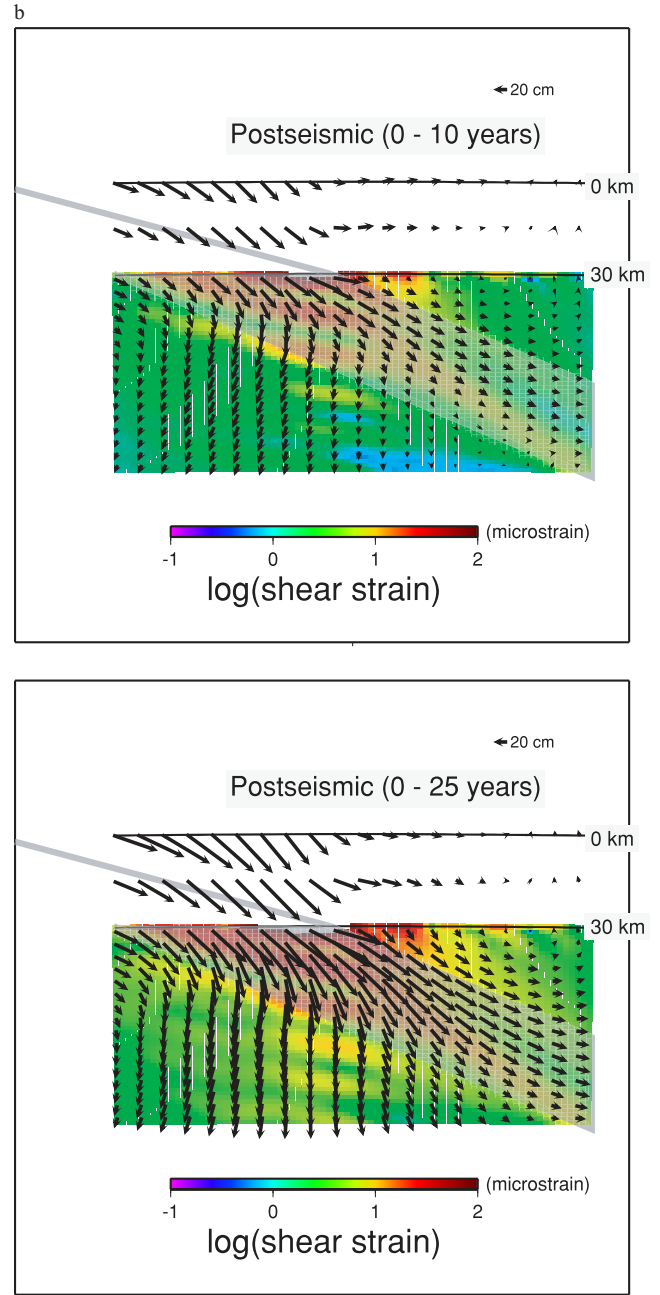 b
20 cm
Postseismic (0 - 10 years)
0 km
30 km
(microstrain)
-1 0 1 2
log(shear strain)
20 cm
Postseismic (0 - 25 years)
0 km
30 km
(microstrain)
-1 0 1 2
log(shear strain)